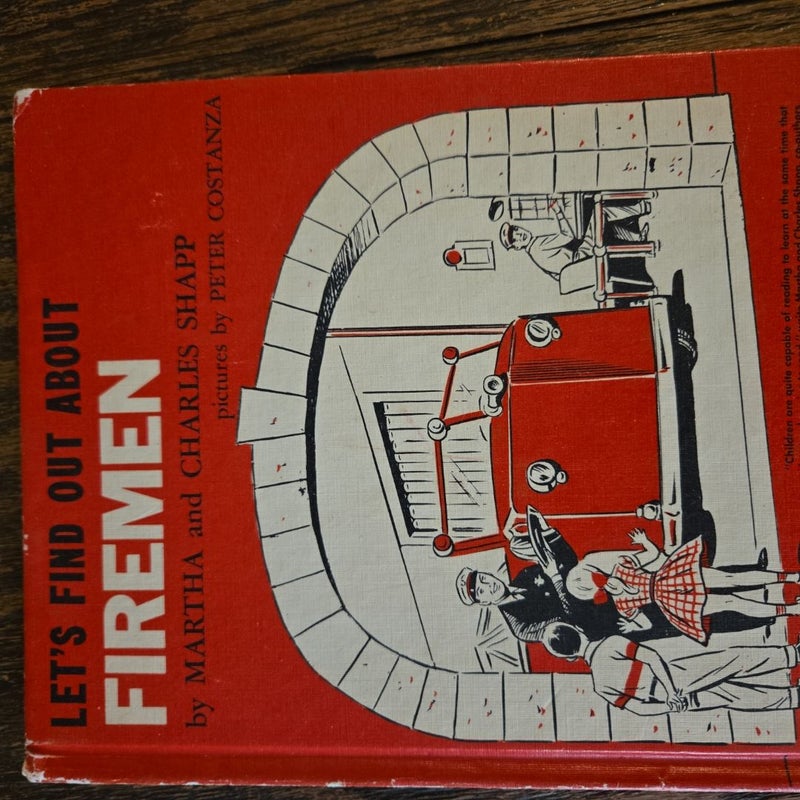 LET'S FIND OUT ABOUT
FIREMEN
by MARTHA and CHARLES SHAPP
pictures by PETER COSTANZA
"Children are quite capable of reading to learn at the same time that